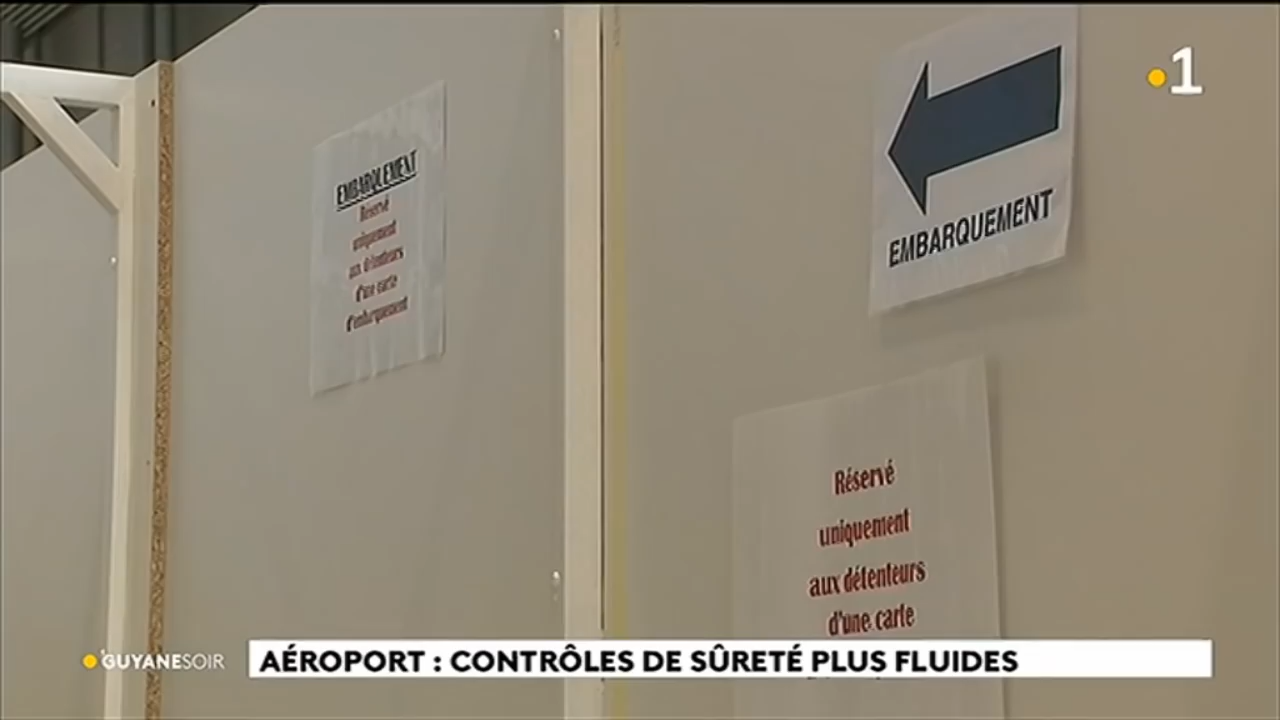 1
EMBARQUEMENT
Réservé
uniquement
aux détenteurs
d'une carte
d'embarquement
EMBARQUEMENT
Réservé
uniquement
aux détenteurs
d'une carte
GUYANESOIR
AÉROPORT : CONTRÔLES DE SÛRETÉ PLUS FLUIDES